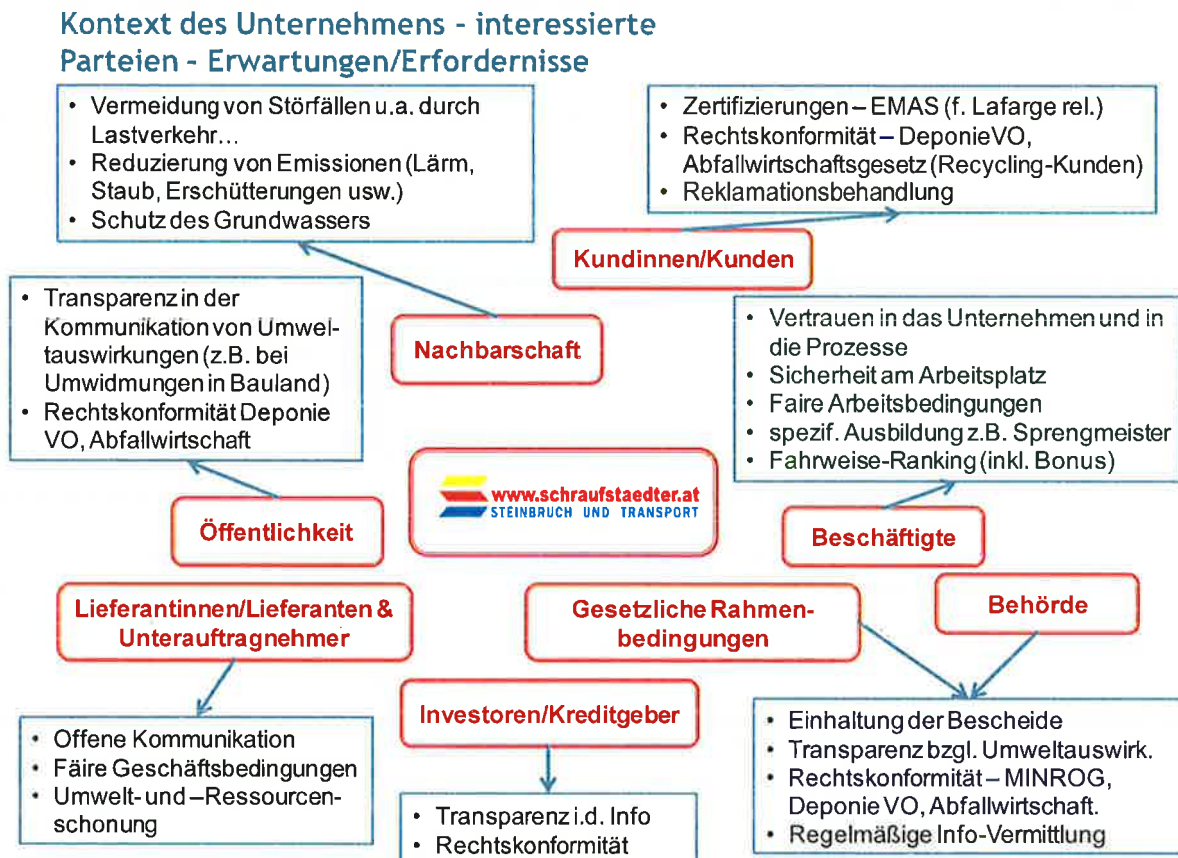 Kontext des Unternehmens - interessierte
Parteien - Erwartungen/Erfordernisse
• Vermeidung von Störfällen u.a. durch
Lastverkehr...
• Reduzierung von Emissionen (Lärm,
Staub, Erschütterungen usw.)
• Schutz des Grundwassers
• Zertifizierungen – EMAS (f. Lafarge rel.)
• Rechtskonformität – DeponieVO,
Abfallwirtschaftsgesetz (Recycling-Kunden)
• Reklamationsbehandlung
Kundinnen/Kunden
• Transparenz in der
Kommunikation von Umwel-
tauswirkungen (z.B. bei
Umwidmungen in Bauland)
• Rechtskonformität Deponie
VO, Abfallwirtschaft
Nachbarschaft
• Vertrauen in das Unternehmen und in
die Prozesse
• Sicherheit am Arbeitsplatz
• Faire Arbeitsbedingungen
• spezif. Ausbildung z.B. Sprengmeister
• Fahrweise-Ranking (inkl. Bonus)
www.schraufstaedter.at
STEINBRUCH UND TRANSPORT
Öffentlichkeit
Beschäftigte
Lieferantinnen/Lieferanten &
Unterauftragnehmer
Gesetzliche Rahmen-
bedingungen
Behörde
Investoren/Kreditgeber
• Offene Kommunikation
• Fäire Geschäftsbedingungen
• Umwelt- und –Ressourcen-
schonung
• Transparenz i.d. Info
• Rechtskonformität
• Einhaltung der Bescheide
• Transparenz bzgl. Umweltauswirk.
• Rechtskonformität – MINROG,
Deponie VO, Abfallwirtschaft.
• Regelmäßige Info-Vermittlung